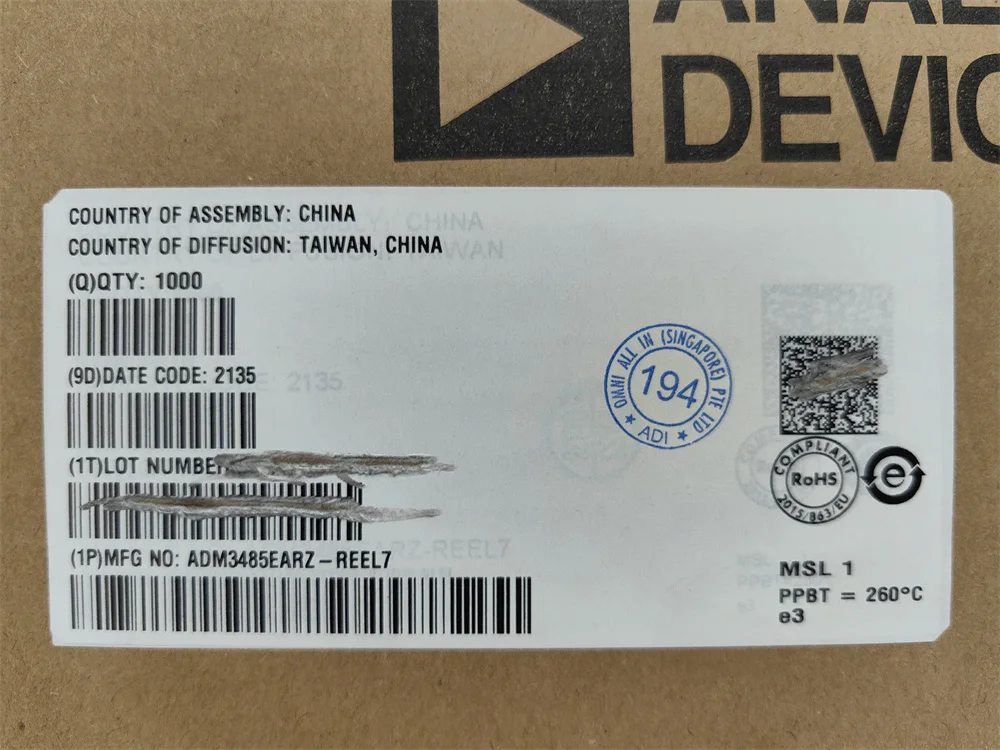 DEVIC
COUNTRY OF ASSEMBLY: CHINA
COUNTRY OF DIFFUSION: TAIWAN, CHINA
(Q)QTY: 1000
(9D)DATE CODE: 2135
(1T)LOT NUMBER
(1P)MFG NO: ADM3485EARZ-REEL7
OMNI ALL IN (SINGAPORE) PTE LTD
194
★ ADI ★
COMPLIANT
RoHS
2015/863/EU
e
MSL 1
PPBT = 260°C
e3